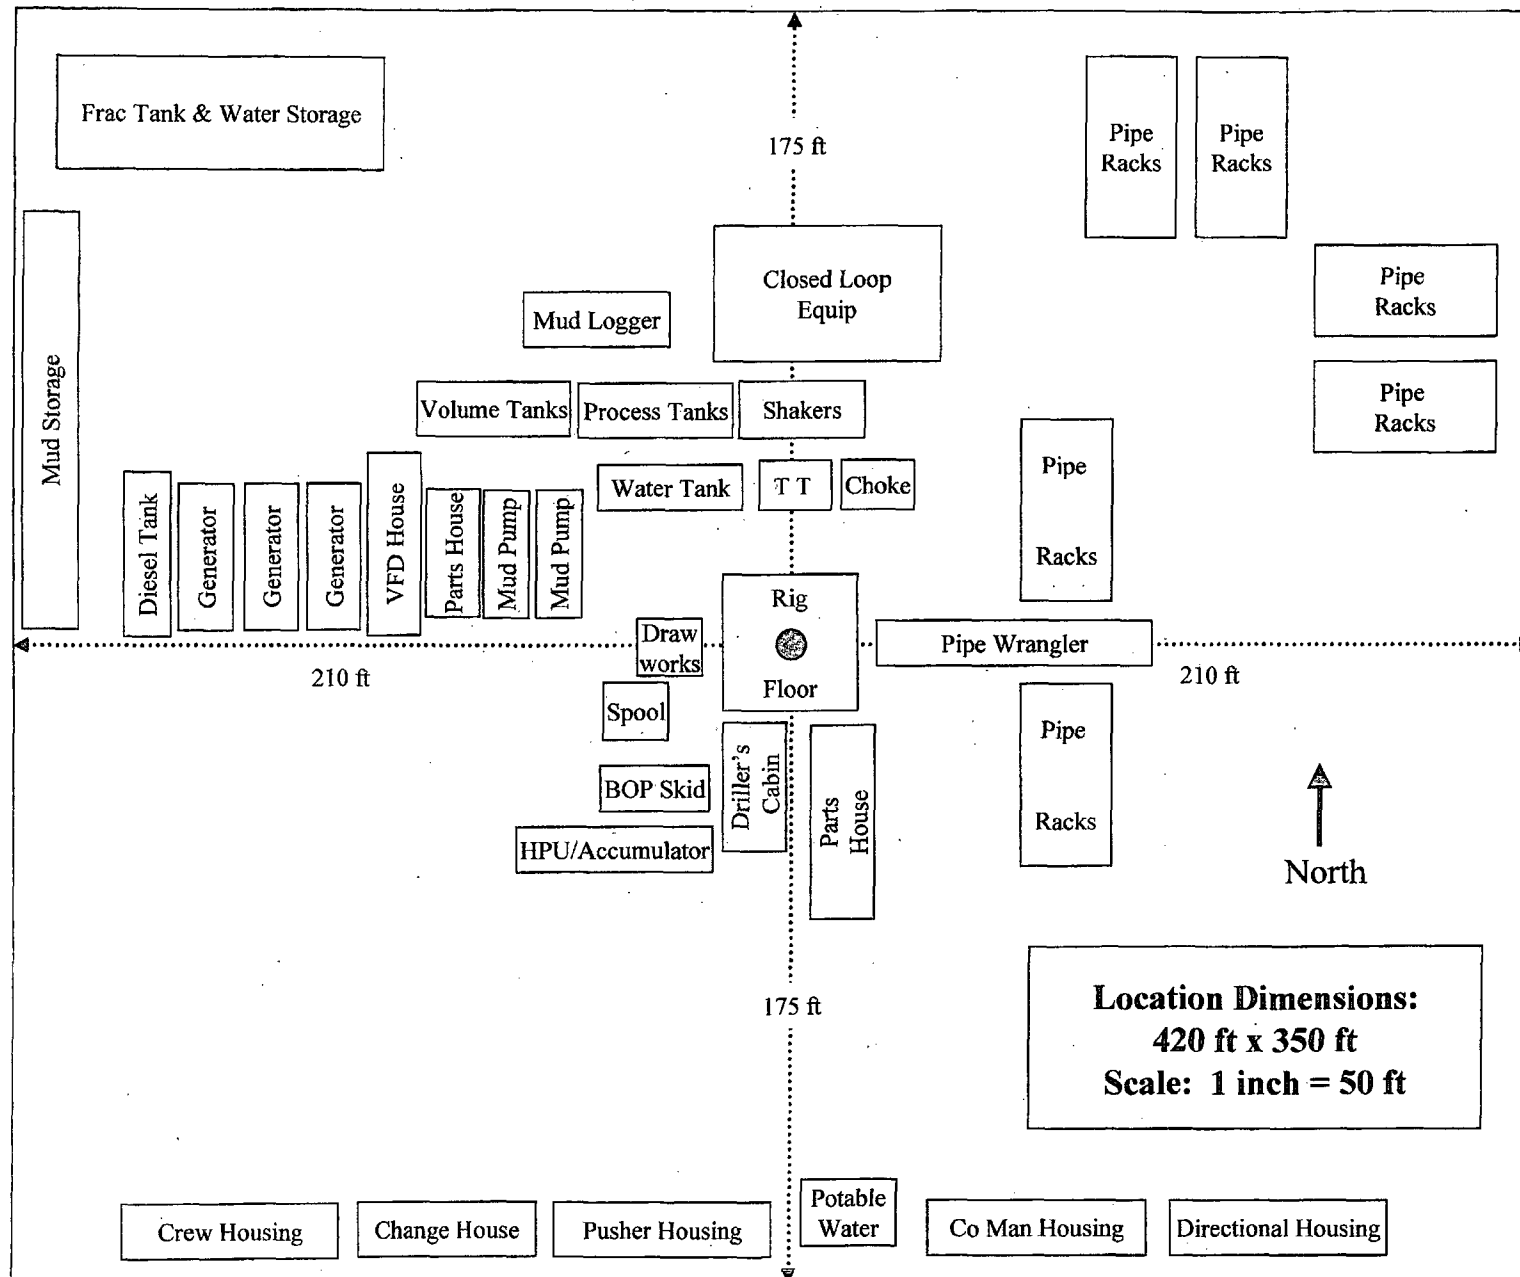 Frac Tank & Water Storage
175 ft
Pipe
Racks
Pipe
Racks
Closed Loop
Equip
Pipe
Racks
Mud Logger
Mud Storage
Volume Tanks
Process Tanks
Shakers
Pipe
Racks
Diesel Tank
Generator
Generator
Generator
VFD House
Parts House
Mud Pump
Mud Pump
Water Tank
T T
Choke
Pipe
Racks
Rig
Floor
Draw
works
Pipe Wrangler
210 ft
210 ft
Spool
BOP Skid
HPU/Accumulator
Driller's
Cabin
Parts
House
Pipe
Racks
North
Location Dimensions:
420 ft x 350 ft
Scale: 1 inch = 50 ft
175 ft
Crew Housing
Change House
Pusher Housing
Potable
Water
Co Man Housing
Directional Housing